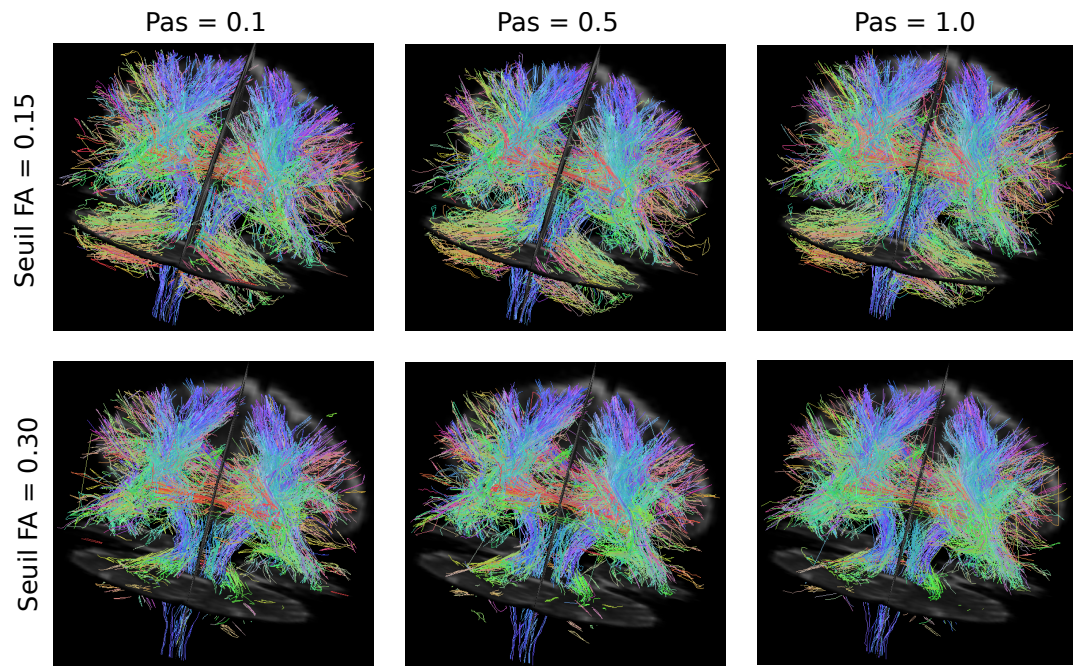 Pas = 0.1
Pas = 0.5
Pas = 1.0
Seuil FA = 0.15
Seuil FA = 0.30